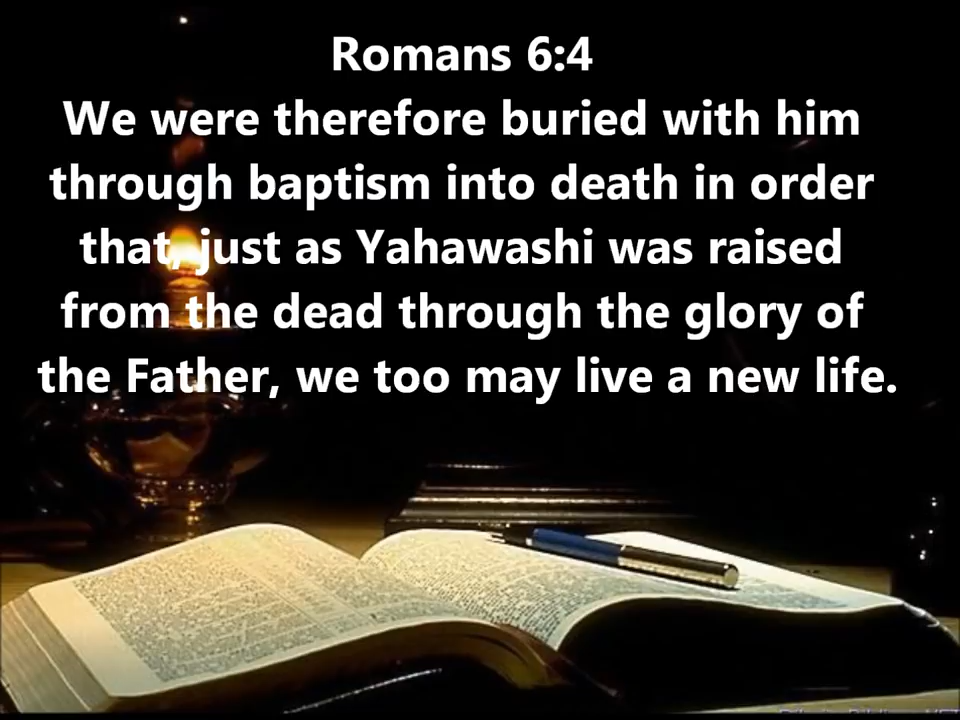 Romans 6:4
We were therefore buried with him
through baptism into death in order
that, just as Yahawashi was raised
from the dead through the glory of
the Father, we too may live a new life.